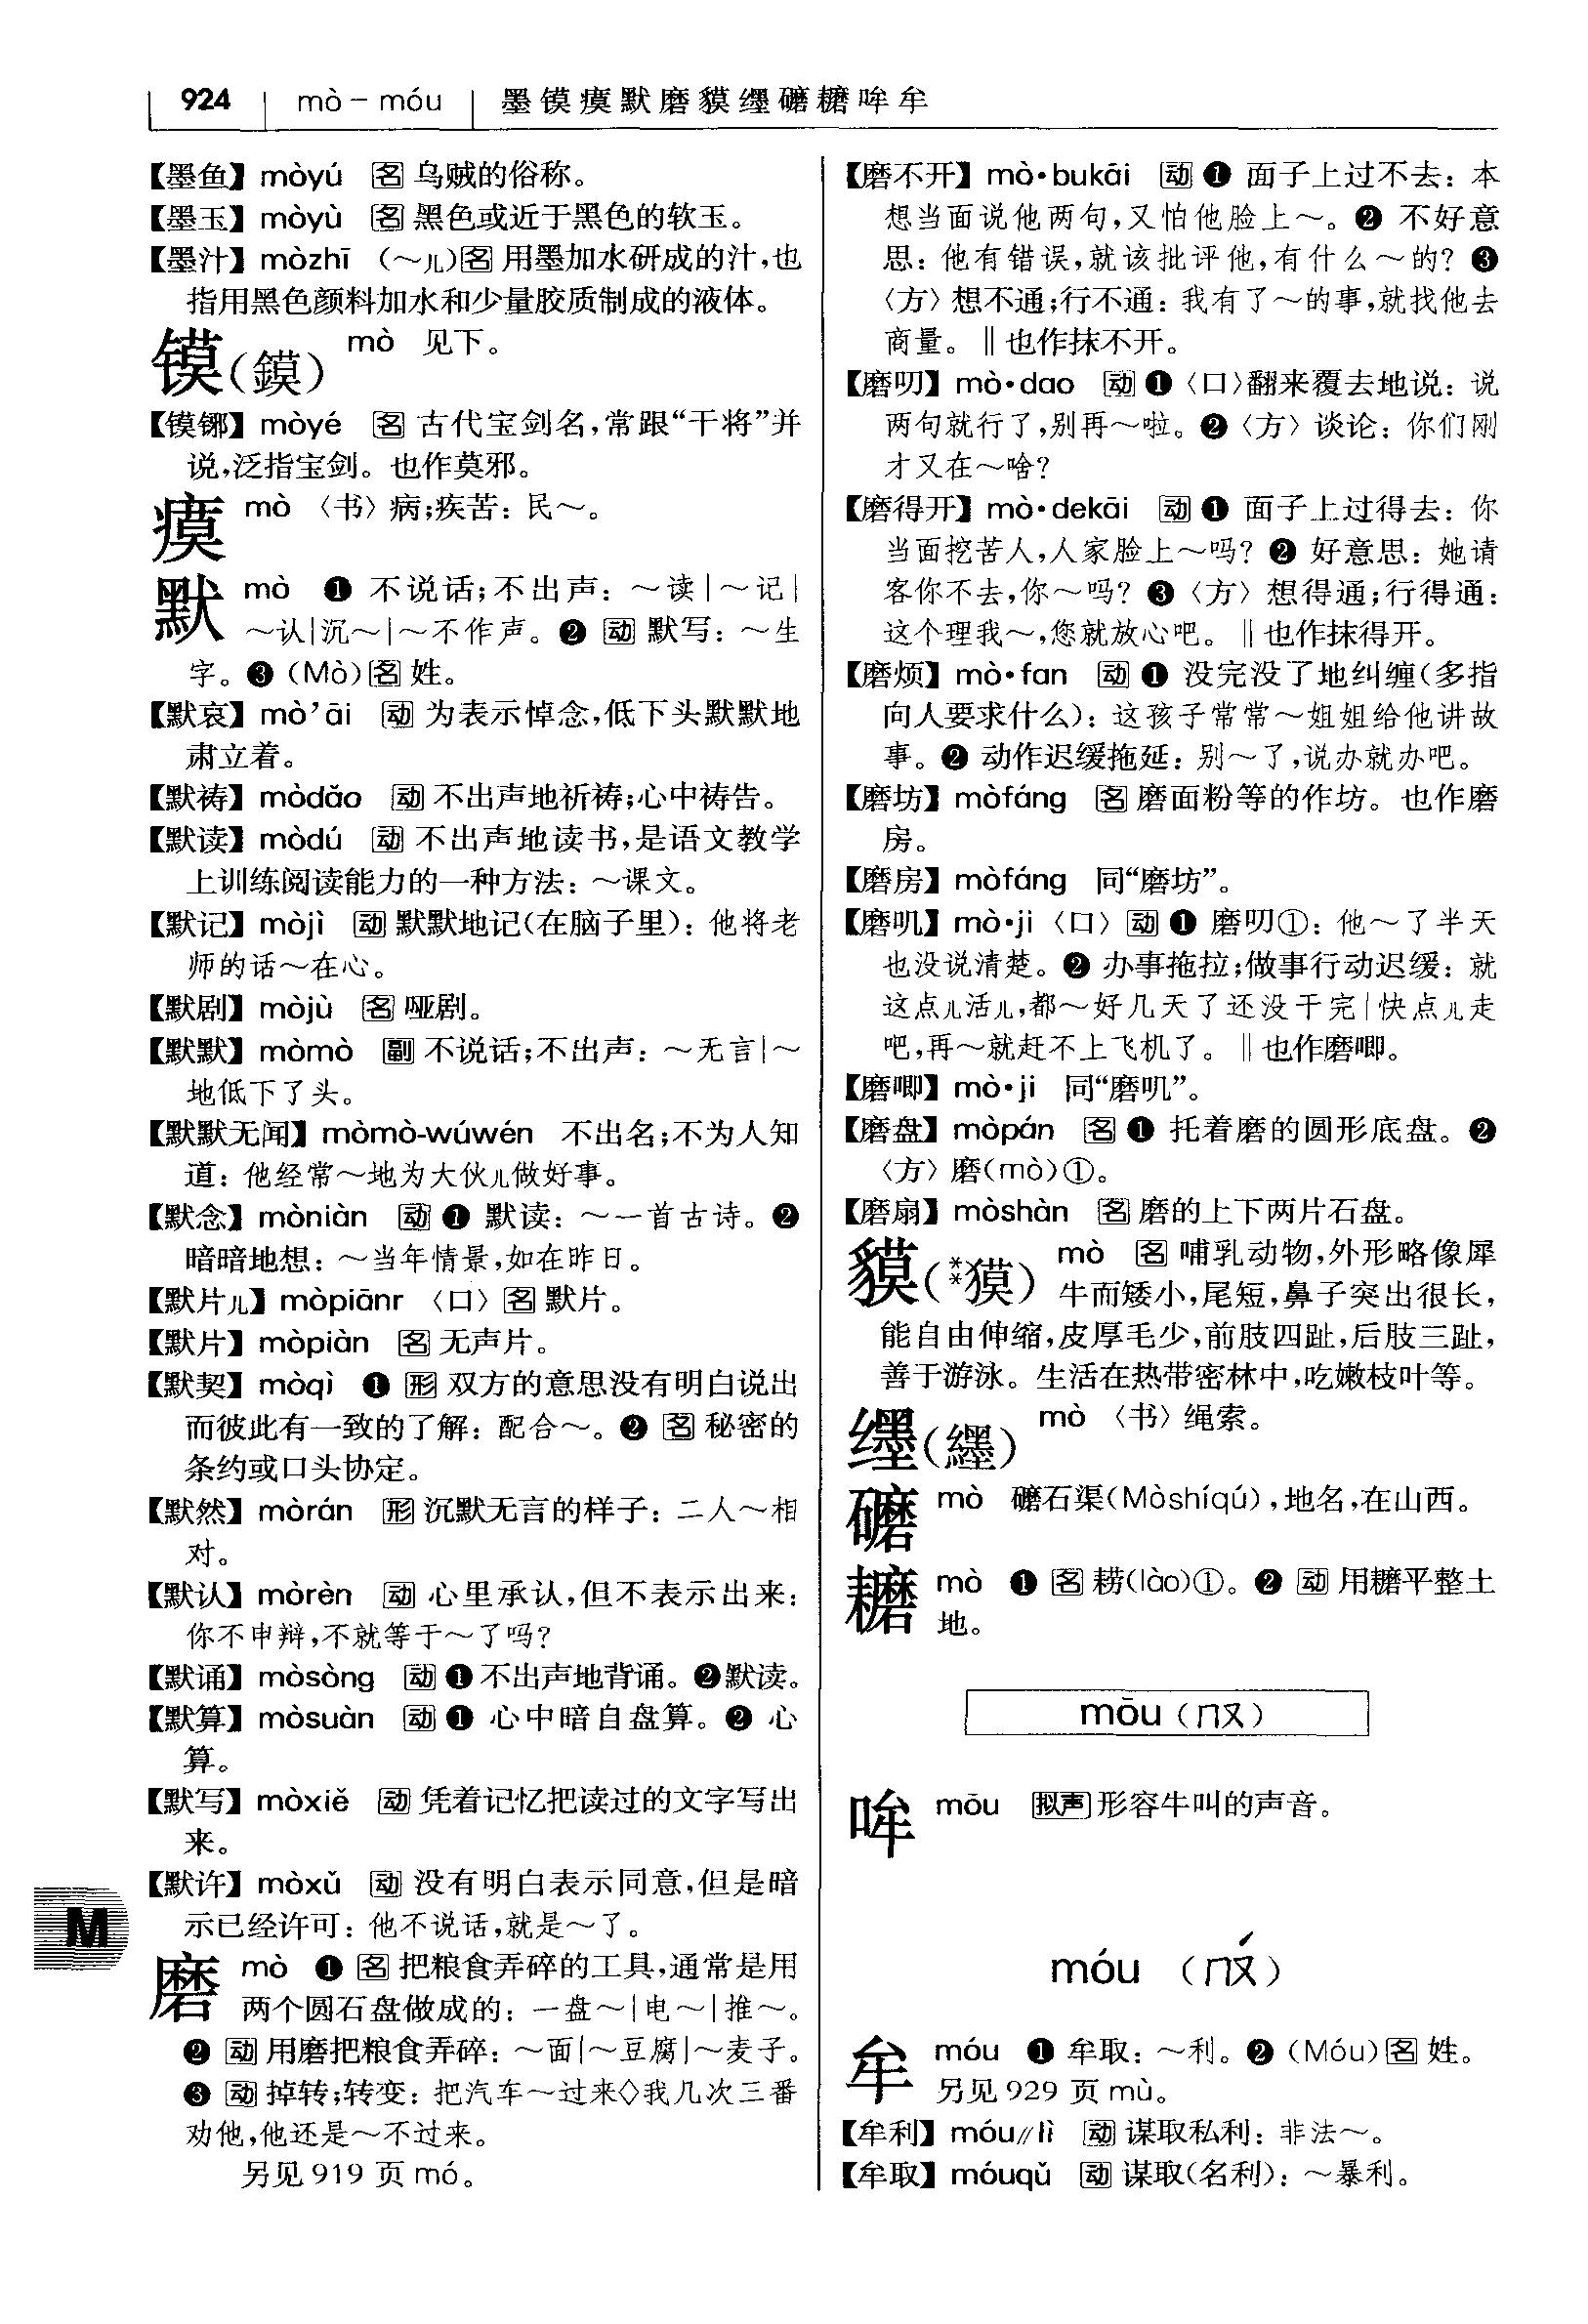 924 mò－móu 墨镆瘼默磨貘纆礳耱哞牟
【墨鱼】mòyú 名 乌贼的俗称。
【墨玉】mòyù 名 黑色或近于黑色的软玉。
【墨汁】mòzhī （～儿）名 用墨加水研成的汁，也
指用黑色颜料加水和少量胶质制成的液体。
镆（鏌） mò 见下。
【镆铘】mòyé 名 古代宝剑名，常跟“干将”并
说，泛指宝剑。也作莫邪。
瘼 mò 〈书〉病；疾苦：民～。
默 mò ❶ 不说话；不出声：～读｜～记｜
～认｜沉～｜～不作声。❷ 动 默写：～生
字。❸（Mò）名 姓。
【默哀】mò’āi 动 为表示悼念，低下头默默地
肃立着。
【默祷】mòdǎo 动 不出声地祈祷；心中祷告。
【默读】mòdú 动 不出声地读书，是语文教学
上训练阅读能力的一种方法：～课文。
【默记】mòjì 动 默默地记（在脑子里）：他将老
师的话～在心。
【默剧】mòjù 名 哑剧。
【默默】mòmò 副 不说话；不出声：～无言｜～
地低下了头。
【默默无闻】mòmò-wúwén 不出名；不为人知
道：他经常～地为大伙儿做好事。
【默念】mòniàn 动 ❶ 默读：～一首古诗。❷
暗暗地想：～当年情景，如在昨日。
【默片儿】mòpiānr 〈口〉名 默片。
【默片】mòpiàn 名 无声片。
【默契】mòqì ❶ 形 双方的意思没有明白说出
而彼此有一致的了解：配合～。❷ 名 秘密的
条约或口头协定。
【默然】mòrán 形 沉默无言的样子：二人～相
对。
【默认】mòrèn 动 心里承认，但不表示出来：
你不申辩，不就等于～了吗？
【默诵】mòsòng 动 ❶ 不出声地背诵。❷默读。
【默算】mòsuàn 动 ❶ 心中暗自盘算。❷ 心
算。
【默写】mòxiě 动 凭着记忆把读过的文字写出
来。
【默许】mòxǔ 动 没有明白表示同意，但是暗
示已经许可：他不说话，就是～了。
磨 mò ❶ 名 把粮食弄碎的工具，通常是用
两个圆石盘做成的：一盘～｜电～｜推～。
❷ 动 用磨把粮食弄碎：～面｜～豆腐｜～麦子。
❸ 动 掉转；转变：把汽车～过来◇我几次三番
劝他，他还是～不过来。
另见 919 页 mó。
M
【磨不开】mò·bukāi 动 ❶ 面子上过不去：本
想当面说他两句，又怕他脸上～。❷ 不好意
思：他有错误，就该批评他，有什么～的？❸
〈方〉想不通；行不通：我有了～的事，就找他去
商量。‖也作抹不开。
【磨叨】mò·dao 动 ❶〈口〉翻来覆去地说：说
两句就行了，别再～啦。❷〈方〉谈论：你们刚
才又在～啥？
【磨得开】mò·dekāi 动 ❶ 面子上过得去：你
当面挖苦人，人家脸上～吗？❷ 好意思：她请
客你不去，你～吗？❸〈方〉想得通；行得通：
这个理我～，您就放心吧。‖也作抹得开。
【磨烦】mò·fan 动 ❶ 没完没了地纠缠（多指
向人要求什么）：这孩子常常～姐姐给他讲故
事。❷ 动作迟缓拖延：别～了，说办就办吧。
【磨坊】mòfáng 名 磨面粉等的作坊。也作磨
房。
【磨房】mòfáng 同“磨坊”。
【磨叽】mò·ji 〈口〉动 ❶ 磨叨①：他～了半天
也没说清楚。❷ 办事拖拉；做事行动迟缓：就
这点儿活儿，都～好几天了还没干完｜快点儿走
吧，再～就赶不上飞机了。‖也作磨唧。
【磨唧】mò·ji 同“磨叽”。
【磨盘】mòpán 名 ❶ 托着磨的圆形底盘。❷
〈方〉磨（mò）①。
【磨扇】mòshàn 名 磨的上下两片石盘。
貘（**獏） mò 名 哺乳动物，外形略像犀
牛而矮小，尾短，鼻子突出很长，
能自由伸缩，皮厚毛少，前肢四趾，后肢三趾，
善于游泳。生活在热带密林中，吃嫩枝叶等。
纆（纆） mò 〈书〉绳索。
礳 mò 礳石渠（Mòshíqú），地名，在山西。
耱 mò ❶ 名 耢（lào）①。❷ 动 用耱平整土
地。
mōu（ㄇㄡ）
哞 mōu 拟声 形容牛叫的声音。
móu （ㄇㄡˊ）
牟 móu ❶ 牟取：～利。❷（Móu）名 姓。
另见 929 页 mù。
【牟利】móu∥lì 动 谋取私利：非法～。
【牟取】móuqǔ 动 谋取（名利）：～暴利。